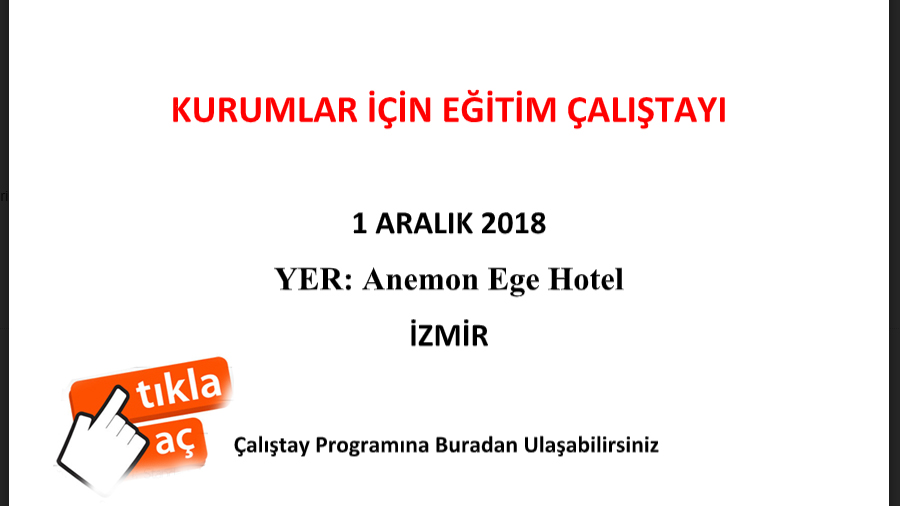 KURUMLAR İÇİN EĞİTİM ÇALIŞTAYI
1 ARALIK 2018
YER: Anemon Ege Hotel
İZMİR
tıkla
aç
Çalıştay Programına Buradan Ulaşabilirsiniz